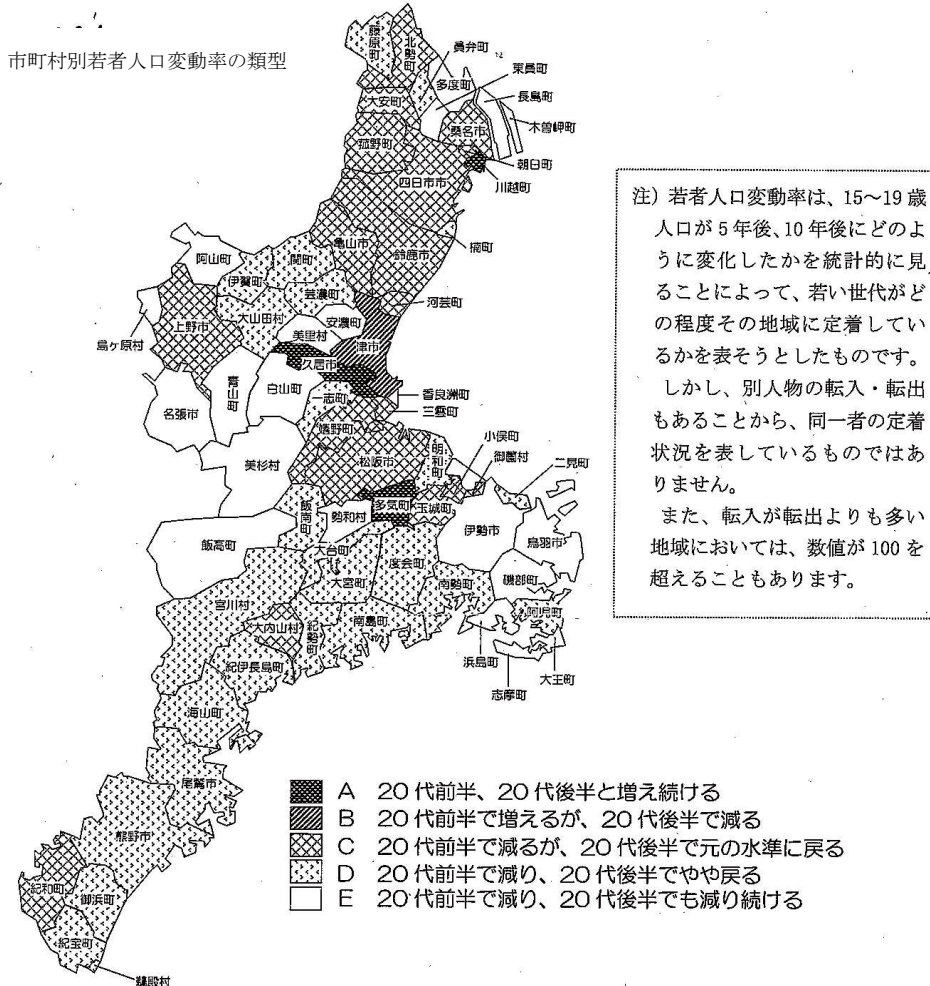 市町村別若者人口変動率の類型
藤原町
北勢町
員弁町
多度町
東員町
長島町
木曽岬町
大安町
桑名市
菰野町
朝日町
川越町
四日市市
楠町
亀山市
鈴鹿市
阿山町
関町
伊賀町
河芸町
芸濃町
上野市
大山田村
安濃町
美里村
津市
島ヶ原村
久居市
青山町
白山町
香良洲町
一志町
三雲町
名張市
嬉野町
小俣町
明和町
御薗村
二見町
美杉村
松阪市
多気町
玉城町
飯南町
勢和村
伊勢市
鳥羽市
飯高町
大台町
度会町
磯部町
大宮町
南勢町
宮川村
阿児町
大内山村
紀勢町
南島町
浜島町
大王町
紀伊長島町
志摩町
海山町
尾鷲市
熊野市
紀和町
御浜町
紀宝町
鵜殿村
注）若者人口変動率は、15～19 歳
人口が 5 年後、10 年後にどのよ
うに変化したかを統計的に見
ることによって、若い世代がど
の程度その地域に定着してい
るかを表そうとしたものです。
しかし、別人物の転入・転出
もあることから、同一者の定着
状況を表しているものではあ
りません。
また、転入が転出よりも多い
地域においては、数値が 100 を
超えることもあります。
A 20代前半、20代後半と増え続ける
B 20代前半で増えるが、20代後半で減る
C 20代前半で減るが、20代後半で元の水準に戻る
D 20代前半で減り、20代後半でやや戻る
E 20代前半で減り、20代後半でも減り続ける